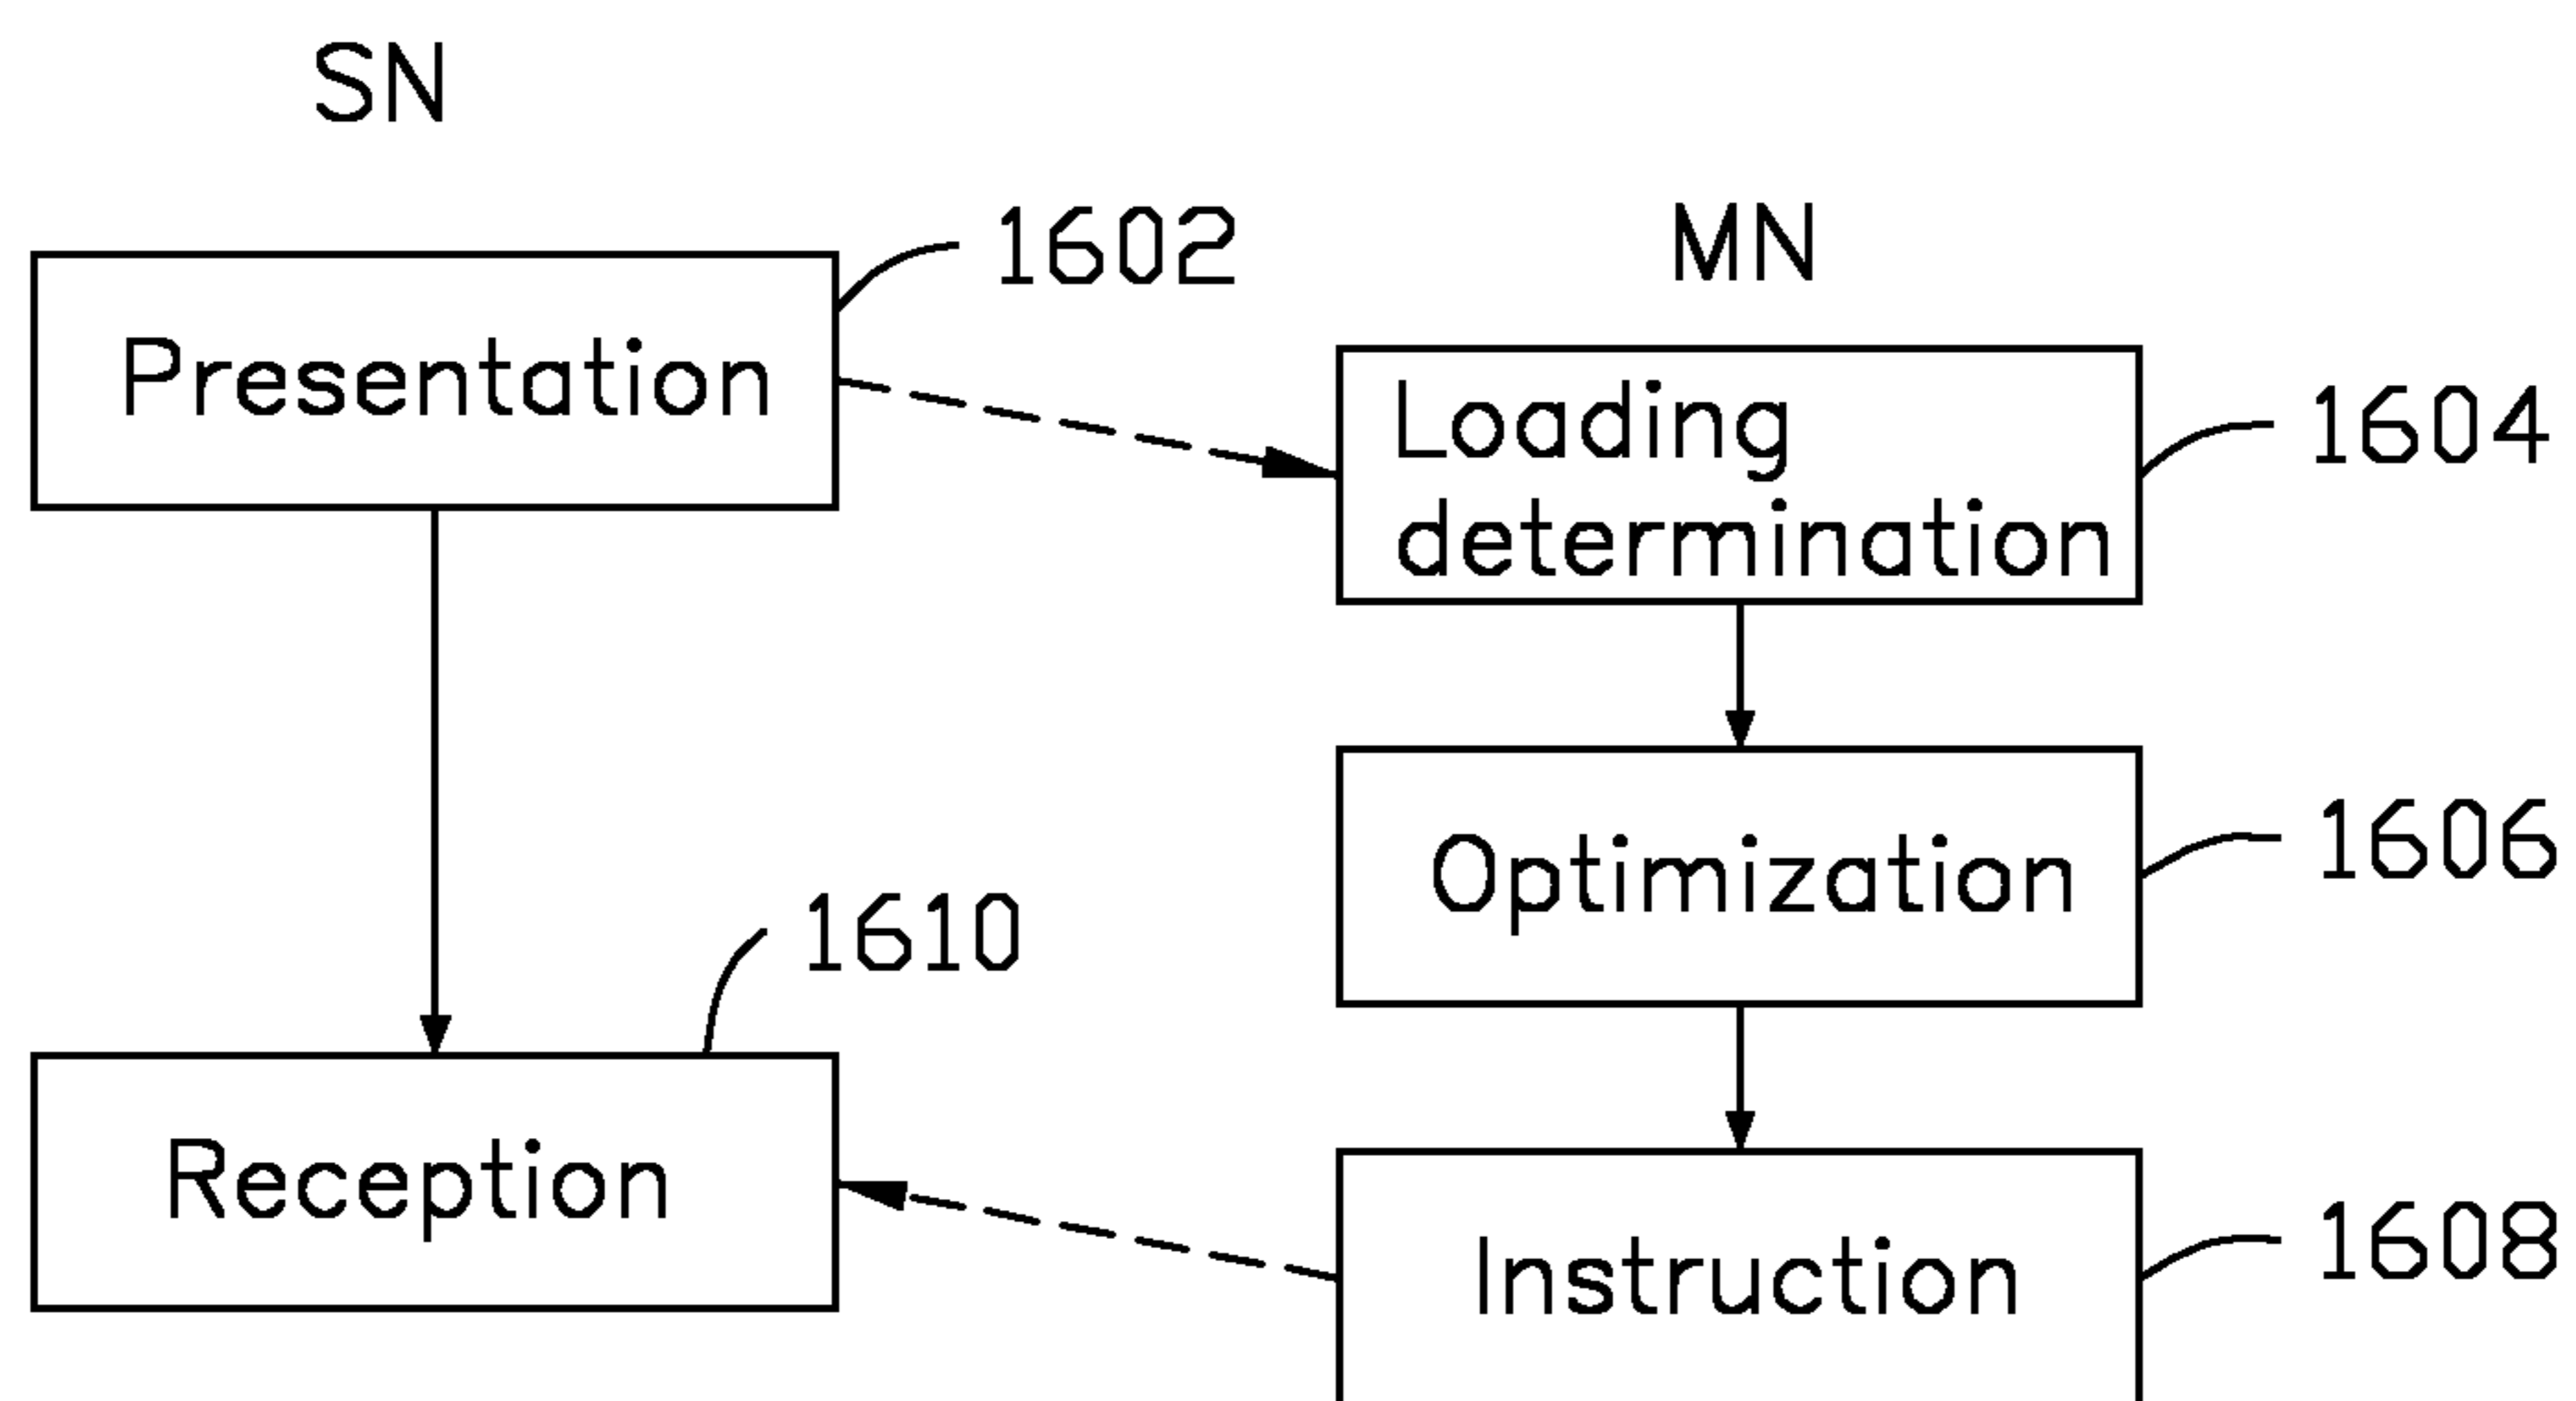 SN
1602
MN
Presentation
Loading
determination
1604
1606
Optimization
1610
Reception
1608
Instruction